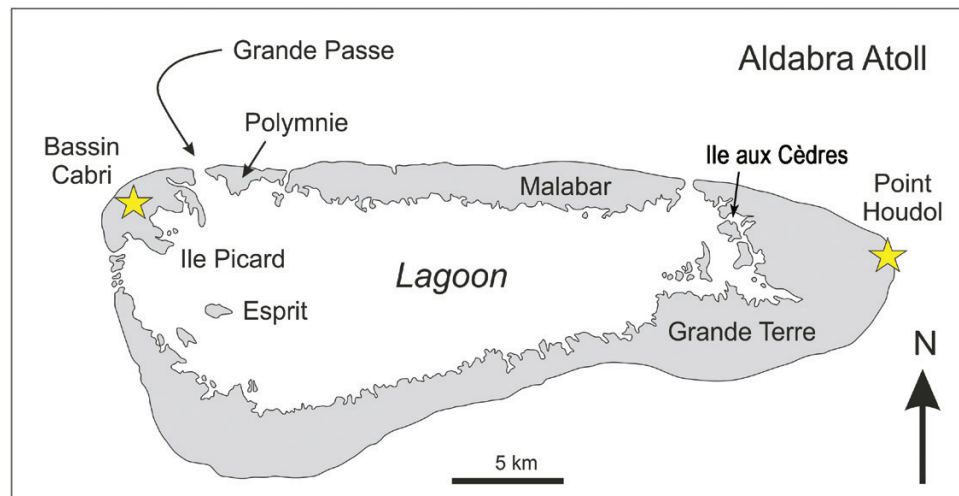 Grande Passe
Aldabra Atoll
Polymnie
Bassin
Cabri
Ile aux Cèdres
Malabar
Point
Houdol
Ile Picard
Lagoon
Esprit
Grande Terre
N
5 km